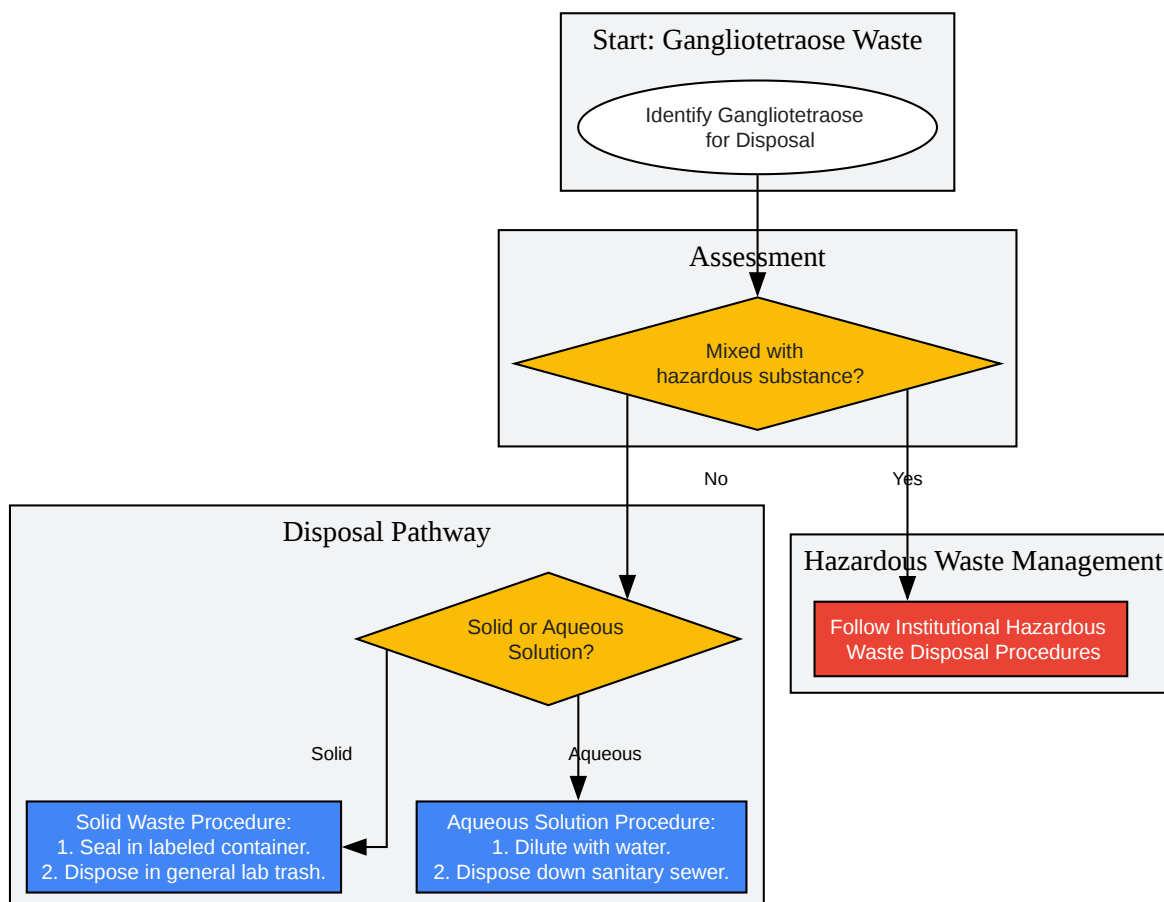 Start: Gangliotetraose Waste
Identify Gangliotetraose
for Disposal
Assessment
Mixed with
hazardous substance?
No
Yes
Disposal Pathway
Solid or Aqueous
Solution?
Hazardous Waste Management
Follow Institutional Hazardous
Waste Disposal Procedures
Solid
Aqueous
Solid Waste Procedure:
1. Seal in labeled container.
2. Dispose in general lab trash.
Aqueous Solution Procedure:
1. Dilute with water.
2. Dispose down sanitary sewer.